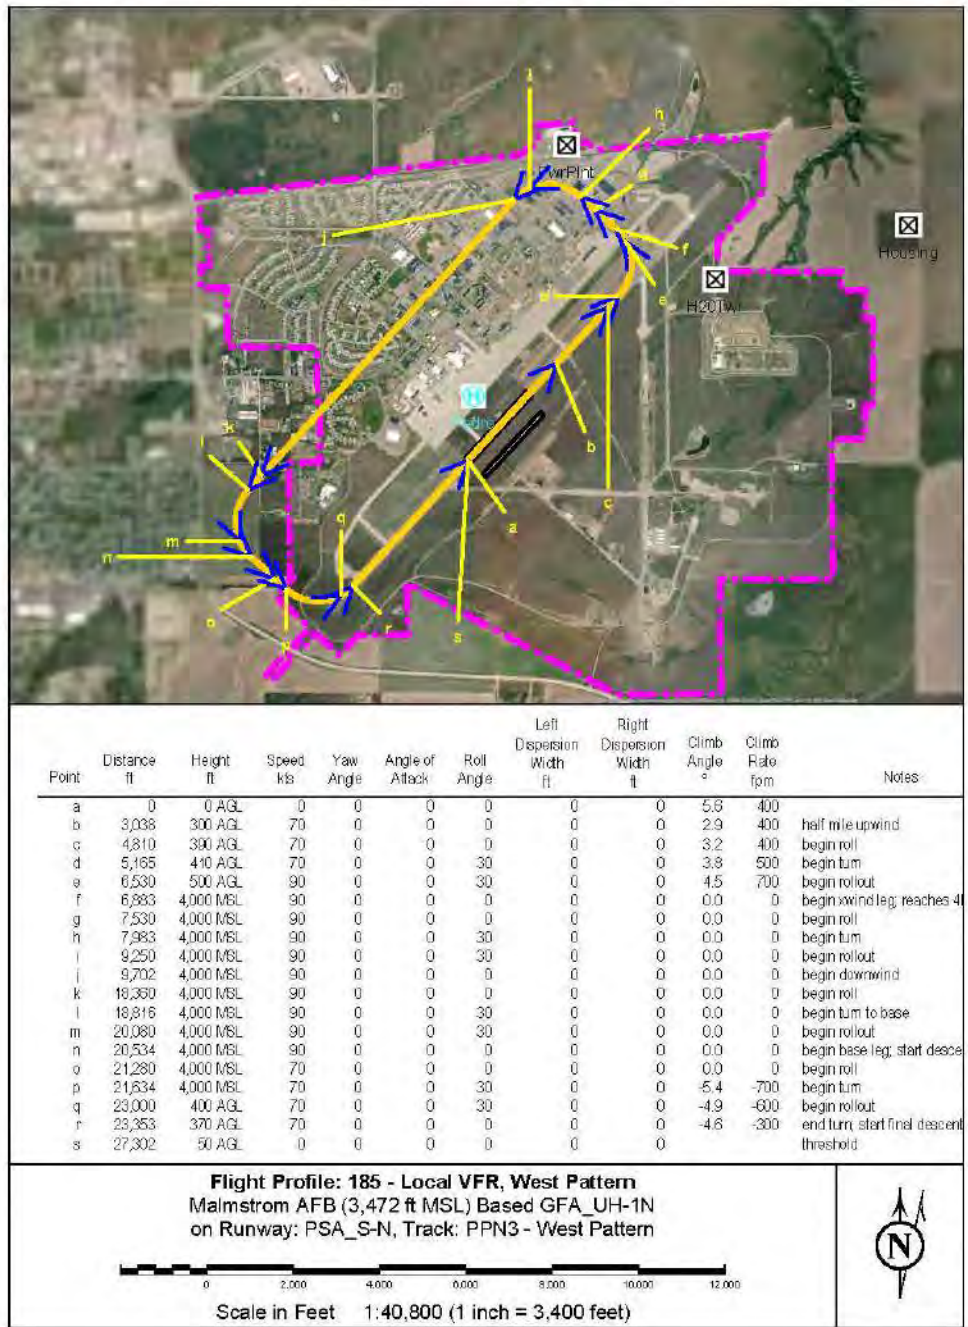 i
h
PwrPlnt
g
j
f
Housing
d
e
H20Twr
H
b
k
l
c
q
a
m
n
o
p
r
s
Point Distance ft Height ft Speed kts Yaw Angle Angle of Attack Roll Angle Left Dispersion Width ft Right Dispersion Width ft Climb Angle ° Climb Rate fpm Notes
a 0 0 AGL 0 0 0 0 0 0 5.6 400
b 3,038 300 AGL 70 0 0 0 0 0 2.9 400 half mile upwind
c 4,810 390 AGL 70 0 0 0 0 0 3.2 400 begin roll
d 5,165 410 AGL 70 0 0 30 0 0 3.8 500 begin turn
e 6,530 500 AGL 90 0 0 30 0 0 4.5 700 begin rollout
f 6,883 4,000 MSL 90 0 0 0 0 0 0.0 0 begin xwind leg; reaches 4
g 7,530 4,000 MSL 90 0 0 0 0 0 0.0 0 begin roll
h 7,983 4,000 MSL 90 0 0 30 0 0 0.0 0 begin turn
i 9,250 4,000 MSL 90 0 0 30 0 0 0.0 0 begin rollout
j 9,702 4,000 MSL 90 0 0 0 0 0 0.0 0 begin downwind
k 18,360 4,000 MSL 90 0 0 0 0 0 0.0 0 begin roll
l 18,816 4,000 MSL 90 0 0 30 0 0 0.0 0 begin turn to base
m 20,080 4,000 MSL 90 0 0 30 0 0 0.0 0 begin rollout
n 20,534 4,000 MSL 90 0 0 0 0 0 0.0 0 begin base leg; start desce
o 21,280 4,000 MSL 70 0 0 0 0 0 0.0 0 begin roll
p 21,634 4,000 MSL 70 0 0 30 0 0 -5.4 -700 begin turn
q 23,000 400 AGL 70 0 0 30 0 0 -4.9 -600 begin rollout
r 23,353 370 AGL 70 0 0 0 0 0 -4.6 -300 end turn, start final descent
s 27,302 50 AGL 0 0 0 0 0 0 threshold
Flight Profile: 185 - Local VFR, West Pattern
Malmstrom AFB (3,472 ft MSL) Based GFA_UH-1N
on Runway: PSA_S-N, Track: PPN3 - West Pattern
0 2,000 4,000 6,000 8,000 10,000 12,000
Scale in Feet 1:40,800 (1 inch = 3,400 feet)
N